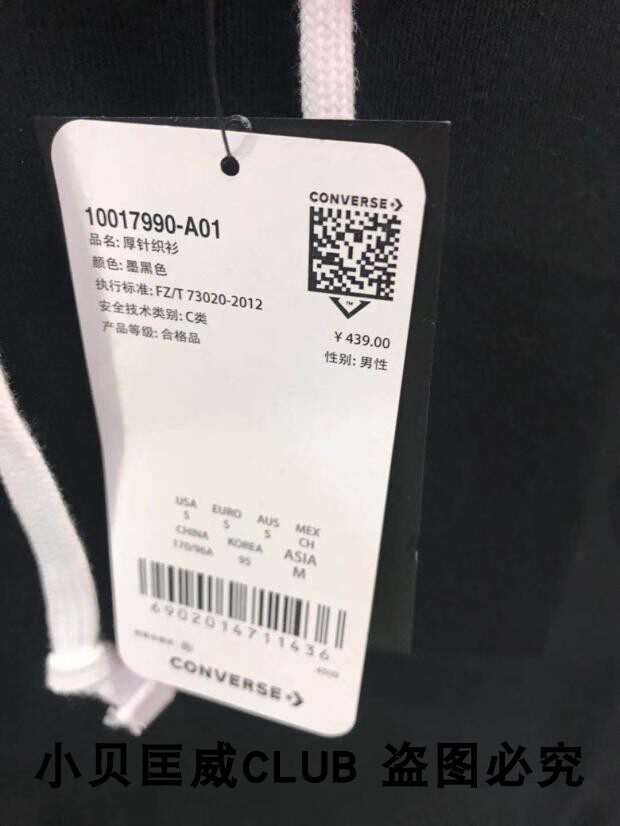 CONVERSE
10017990-A01
品名: 厚针织衫
颜色: 墨黑色
执行标准: FZ/T 73020-2012
安全技术类别: C类
产品等级: 合格品
™
¥439.00
性别: 男性
USA EURO AUS MEX
S S S CH
CHINA KOREA ASIA
170/96A 95 M
6902014711436
CONVERSE
小贝匡威CLUB 盗图必究